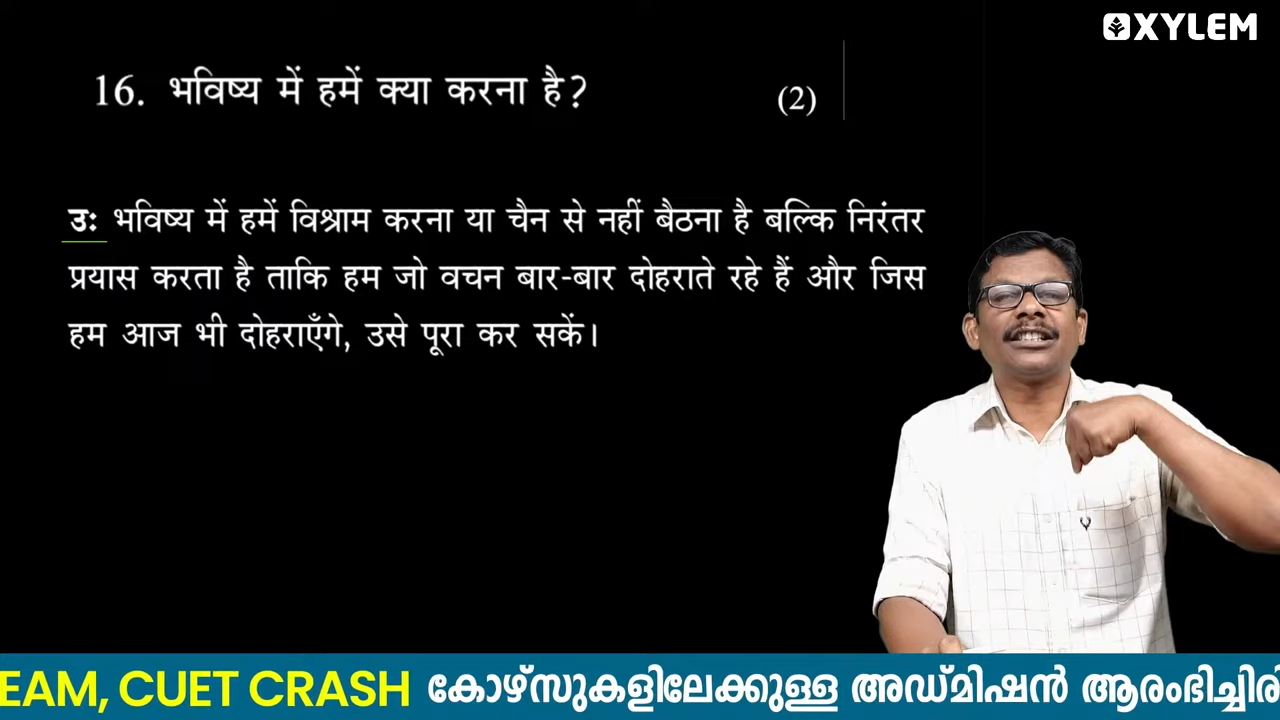 XYLEM
16. भविष्य में हमें क्या करना है? (2)
उः भविष्य में हमें विश्राम करना या चैन से नहीं बैठना है बल्कि निरंतर
प्रयास करता है ताकि हम जो वचन बार-बार दोहराते रहे हैं और जिस
हम आज भी दोहराएँगे, उसे पूरा कर सकें।
EAM, CUET CRASH കോഴ്സുകളിലേക്കുള്ള അഡ്മിഷൻ ആരംഭിച്ചിരി